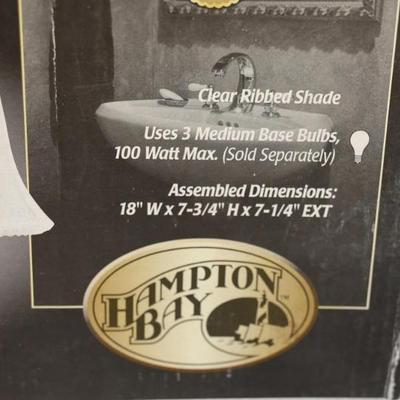 Clear Ribbed Shade
Uses 3 Medium Base Bulbs,
100 Watt Max. (Sold Separately)
Assembled Dimensions:
18" W x 7-3/4" H x 7-1/4" EXT
HAMPTON
BAY
™